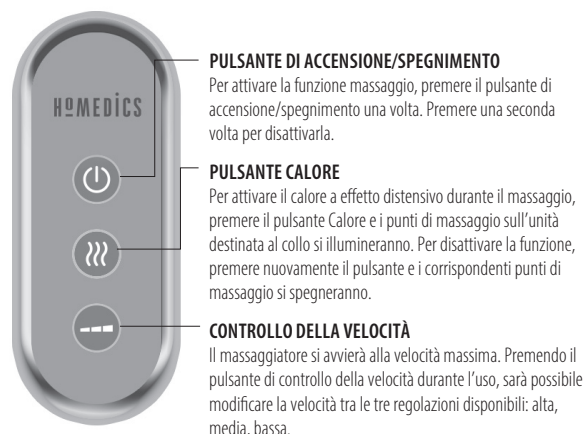 PULSANTE DI ACCENSIONE/SPEGNIMENTO
Per attivare la funzione massaggio, premere il pulsante di
accensione/spegnimento una volta. Premere una seconda
volta per disattivarla.
HOMEDICS
PULSANTE CALORE
Per attivare il calore a effetto distensivo durante il massaggio,
premere il pulsante Calore e i punti di massaggio sull’unità
destinata al collo si illumineranno. Per disattivare la funzione,
premere nuovamente il pulsante e i corrispondenti punti di
massaggio si spegneranno.
CONTROLLO DELLA VELOCITÀ
Il massaggiatore si avvierà alla velocità massima. Premendo il
pulsante di controllo della velocità durante l’uso, sarà possibile
modificare la velocità tra le tre regolazioni disponibili: alta,
media, bassa.